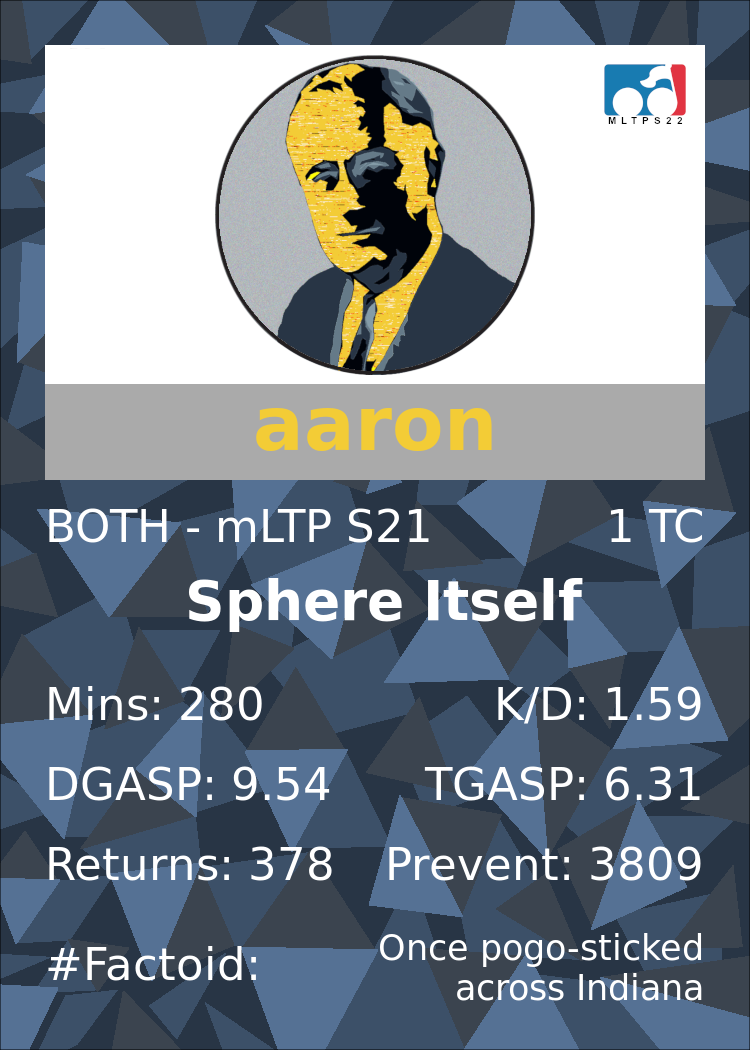 MLTPS22
aaron
BOTH - mLTP S21 1 TC
Sphere Itself
Mins: 280 K/D: 1.59
DGASP: 9.54 TGASP: 6.31
Returns: 378 Prevent: 3809
#Factoid: Once pogo-sticked
across Indiana